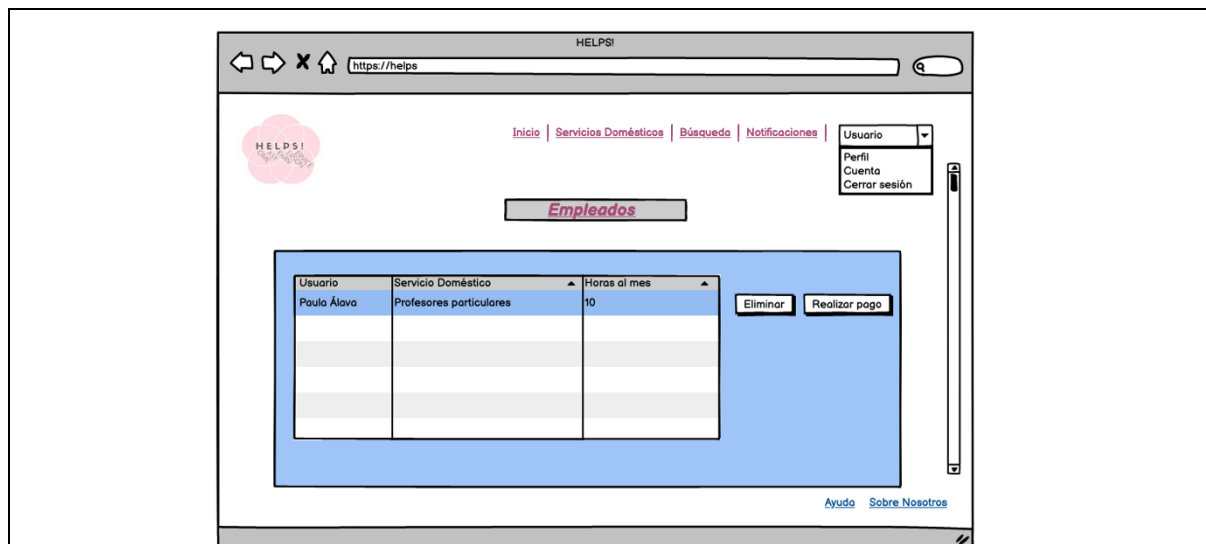 HELPS!
https://helps
HELPS!
Inicio Servicios Domésticos Búsqueda Notificaciones Usuario
Perfil
Cuenta
Cerrar sesión
Empleados
Usuario Servicio Doméstico Horas al mes
Paula Álava Profesores particulares 10 Eliminar Realizar pago
Ayuda Sobre Nosotros